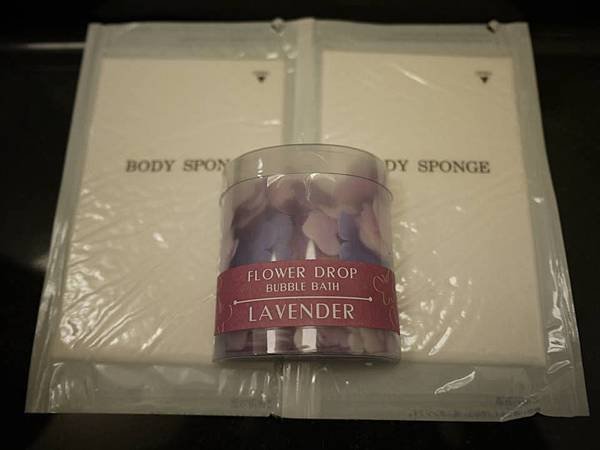 BODY SPON
DY SPONGE
FLOWER DROP
BUBBLE BATH
LAVENDER